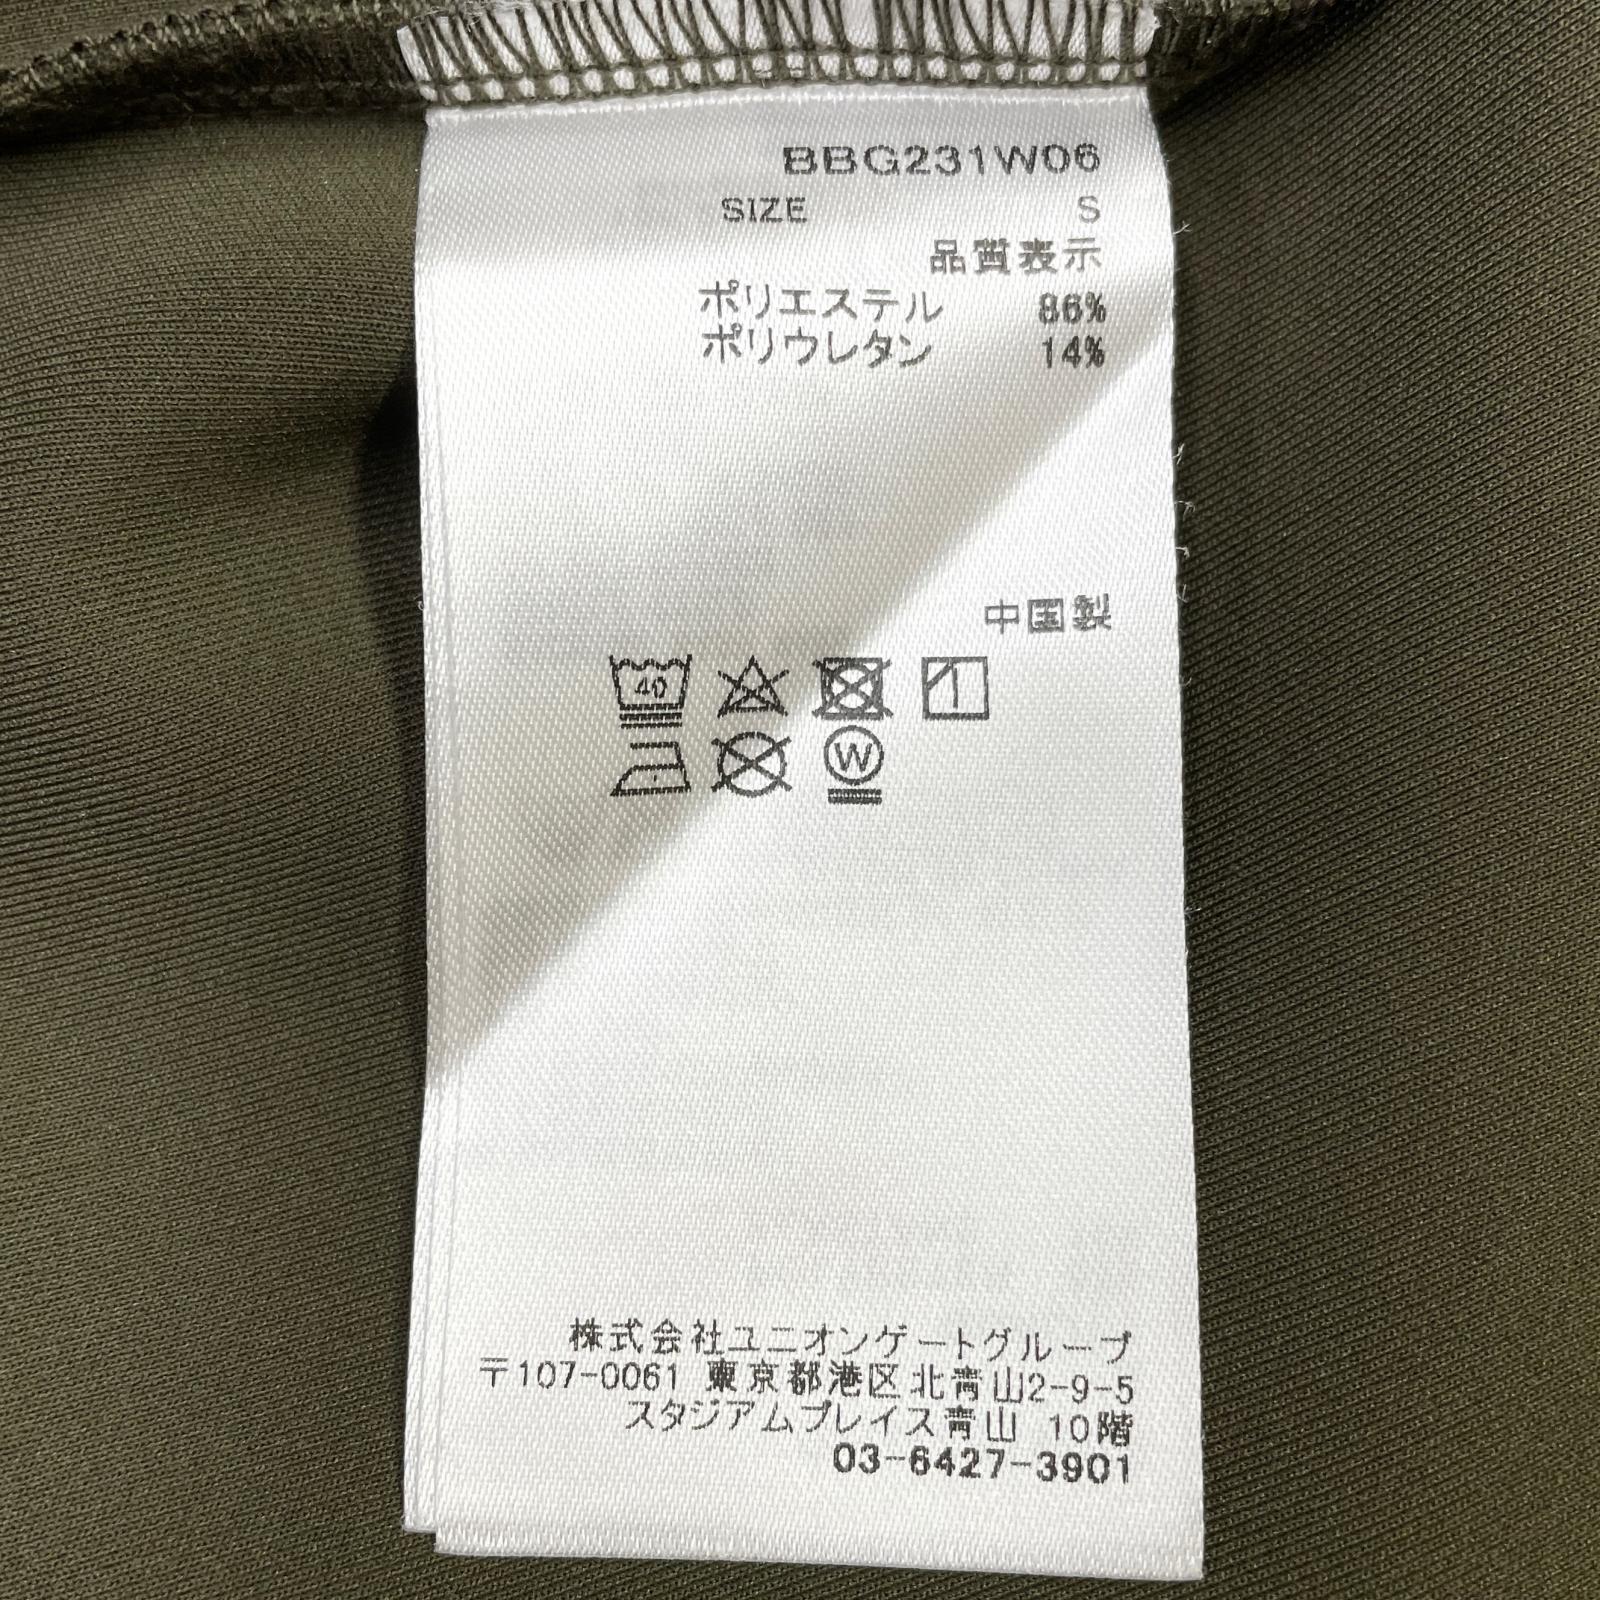 BBG231W06
SIZE S
品質表示
ポリエステル 86%
ポリウレタン 14%
中国製
40
W
株式会社ユニオンゲートグループ
〒107-0061 東京都港区北青山2-9-5
スタジアムプレイス青山 10階
03-6427-3901